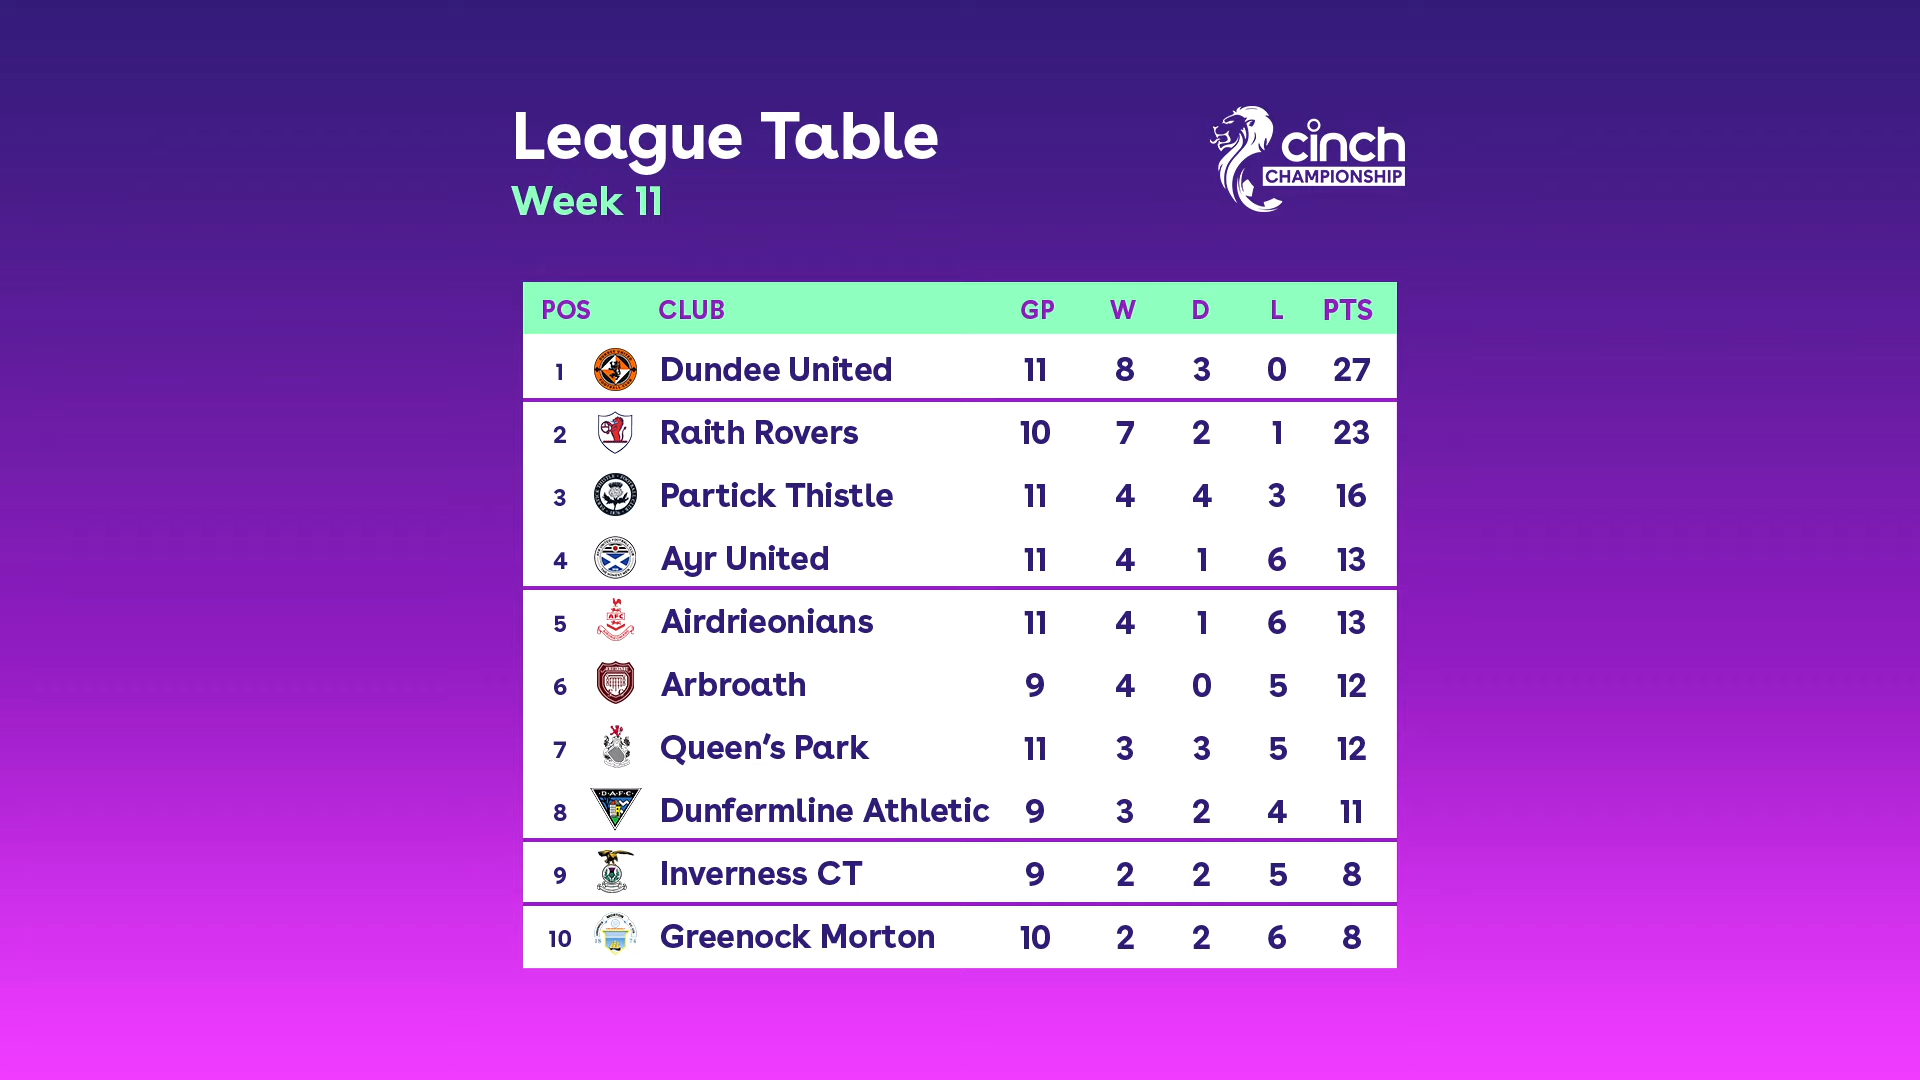 League Table
Week 11
cinch
CHAMPIONSHIP
POS CLUB GP W D L PTS
1 Dundee United 11 8 3 0 27
2 Raith Rovers 10 7 2 1 23
3 Partick Thistle 11 4 4 3 16
4 Ayr United 11 4 1 6 13
5 AFC Airdrieonians 11 4 1 6 13
6 Arbroath 9 4 0 5 12
7 Queen's Park 11 3 3 5 12
8 D.A.F.C Dunfermline Athletic 9 3 2 4 11
9 Inverness CT 9 2 2 5 8
10 Greenock Morton 10 2 2 6 8